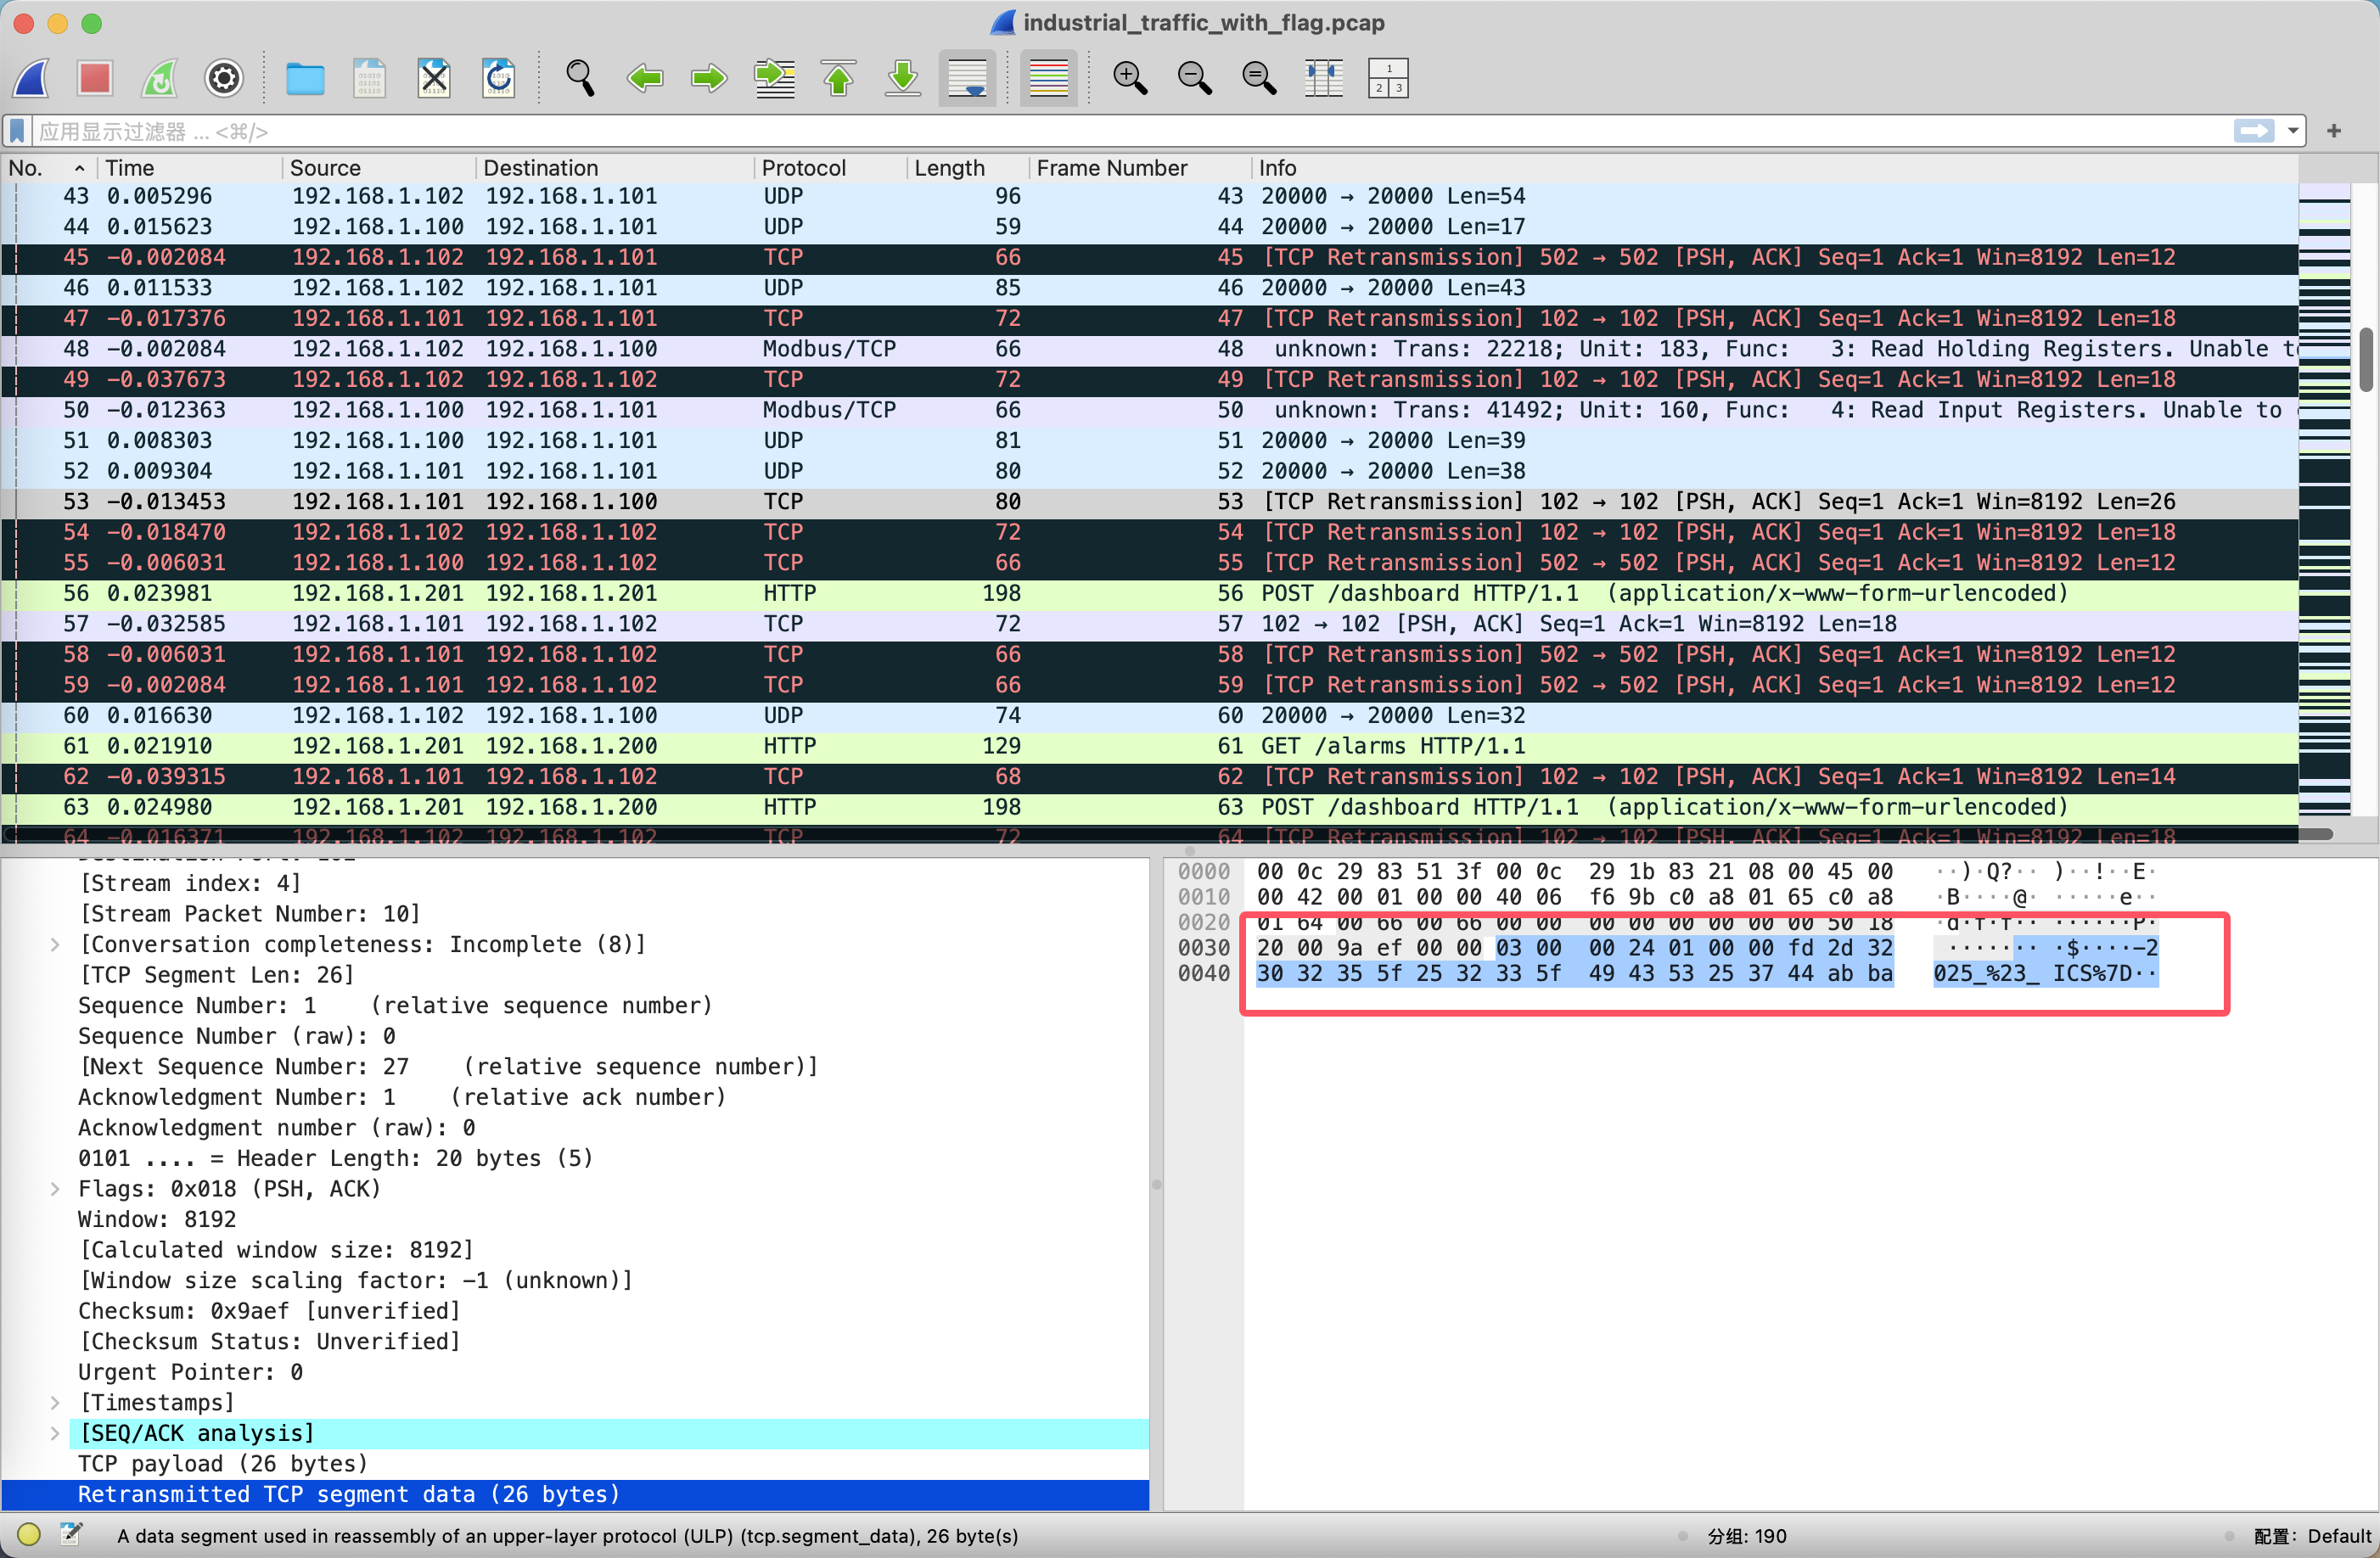 industrial_traffic_with_flag.pcap
应用显示过滤器 ... <⌘/>
No. Time Source Destination Protocol Length Frame Number Info
43 0.005296 192.168.1.102 192.168.1.101 UDP 96 43 20000 → 20000 Len=54
44 0.015623 192.168.1.100 192.168.1.101 UDP 59 44 20000 → 20000 Len=17
45 -0.002084 192.168.1.102 192.168.1.101 TCP 66 45 [TCP Retransmission] 502 → 502 [PSH, ACK] Seq=1 Ack=1 Win=8192 Len=12
46 0.011533 192.168.1.102 192.168.1.101 UDP 85 46 20000 → 20000 Len=43
47 -0.017376 192.168.1.101 192.168.1.101 TCP 72 47 [TCP Retransmission] 102 → 102 [PSH, ACK] Seq=1 Ack=1 Win=8192 Len=18
48 -0.002084 192.168.1.102 192.168.1.100 Modbus/TCP 66 48 unknown: Trans: 22218; Unit: 183, Func: 3: Read Holding Registers. Unable
49 -0.037673 192.168.1.102 192.168.1.102 TCP 72 49 [TCP Retransmission] 102 → 102 [PSH, ACK] Seq=1 Ack=1 Win=8192 Len=18
50 -0.012363 192.168.1.100 192.168.1.101 Modbus/TCP 66 50 unknown: Trans: 41492; Unit: 160, Func: 4: Read Input Registers. Unable to
51 0.008303 192.168.1.100 192.168.1.101 UDP 81 51 20000 → 20000 Len=39
52 0.009304 192.168.1.101 192.168.1.101 UDP 80 52 20000 → 20000 Len=38
53 -0.013453 192.168.1.101 192.168.1.100 TCP 80 53 [TCP Retransmission] 102 → 102 [PSH, ACK] Seq=1 Ack=1 Win=8192 Len=26
54 -0.018470 192.168.1.102 192.168.1.102 TCP 72 54 [TCP Retransmission] 102 → 102 [PSH, ACK] Seq=1 Ack=1 Win=8192 Len=18
55 -0.006031 192.168.1.100 192.168.1.102 TCP 66 55 [TCP Retransmission] 502 → 502 [PSH, ACK] Seq=1 Ack=1 Win=8192 Len=12
56 0.023981 192.168.1.201 192.168.1.201 HTTP 198 56 POST /dashboard HTTP/1.1 (application/x-www-form-urlencoded)
57 -0.032585 192.168.1.101 192.168.1.102 TCP 72 57 102 → 102 [PSH, ACK] Seq=1 Ack=1 Win=8192 Len=18
58 -0.006031 192.168.1.101 192.168.1.102 TCP 66 58 [TCP Retransmission] 502 → 502 [PSH, ACK] Seq=1 Ack=1 Win=8192 Len=12
59 -0.002084 192.168.1.101 192.168.1.102 TCP 66 59 [TCP Retransmission] 502 → 502 [PSH, ACK] Seq=1 Ack=1 Win=8192 Len=12
60 0.016630 192.168.1.102 192.168.1.100 UDP 74 60 20000 → 20000 Len=32
61 0.021910 192.168.1.201 192.168.1.200 HTTP 129 61 GET /alarms HTTP/1.1
62 -0.039315 192.168.1.101 192.168.1.102 TCP 68 62 [TCP Retransmission] 102 → 102 [PSH, ACK] Seq=1 Ack=1 Win=8192 Len=14
63 0.024980 192.168.1.201 192.168.1.200 HTTP 198 63 POST /dashboard HTTP/1.1 (application/x-www-form-urlencoded)
64 -0.016371 192.168.1.102 192.168.1.102 TCP 72 64 [TCP Retransmission] 102 → 102 [PSH, ACK] Seq=1 Ack=1 Win=8192 Len=18
[Stream index: 4]
[Stream Packet Number: 10]
[Conversation completeness: Incomplete (8)]
[TCP Segment Len: 26]
Sequence Number: 1 (relative sequence number)
Sequence Number (raw): 0
[Next Sequence Number: 27 (relative sequence number)]
Acknowledgment Number: 1 (relative ack number)
Acknowledgment number (raw): 0
0101 .... = Header Length: 20 bytes (5)
Flags: 0x018 (PSH, ACK)
Window: 8192
[Calculated window size: 8192]
[Window size scaling factor: -1 (unknown)]
Checksum: 0x9aef [unverified]
[Checksum Status: Unverified]
Urgent Pointer: 0
[Timestamps]
[SEQ/ACK analysis]
TCP payload (26 bytes)
Retransmitted TCP segment data (26 bytes)
0000 00 0c 29 83 51 3f 00 0c 29 1b 83 21 08 00 45 00 ··)·Q?·· )··!··E·
0010 00 42 00 01 00 00 40 06 f6 9b c0 a8 01 65 c0 a8 ·B····@· ·····e··
0020 01 64 00 66 00 66 00 00 00 00 00 00 00 00 50 18 ·d·f·f·· ······P·
0030 20 00 9a ef 00 00 03 00 00 24 01 00 00 fd 2d 32 ······· ·$····-2
0040 30 32 35 5f 25 32 33 5f 49 43 53 25 37 44 ab ba 025_%23_ ICS%7D··
A data segment used in reassembly of an upper-layer protocol (ULP) (tcp.segment_data), 26 byte(s)
分组: 190
配置: Default